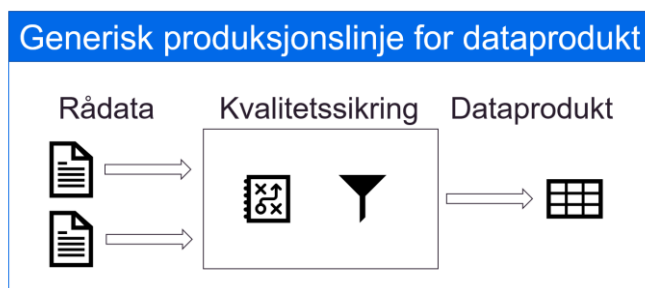 Generisk produksjonslinje for dataprodukt
Rådata Kvalitetssikring Dataprodukt